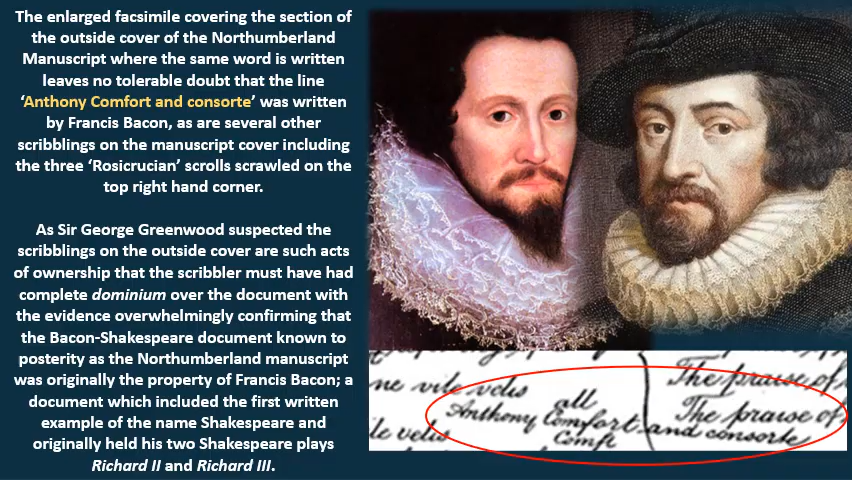 The enlarged facsimile covering the section of
the outside cover of the Northumberland
Manuscript where the same word is written
leaves no tolerable doubt that the line
‘Anthony Comfort and consorte’ was written
by Francis Bacon, as are several other
scribblings on the manuscript cover including
the three ‘Rosicrucian’ scrolls scrawled on the
top right hand corner.
As Sir George Greenwood suspected the
scribblings on the outside cover are such acts
of ownership that the scribbler must have had
complete dominium over the document with
the evidence overwhelmingly confirming that
the Bacon-Shakespeare document known to
posterity as the Northumberland manuscript
was originally the property of Francis Bacon; a
document which included the first written
example of the name Shakespeare and
originally held his two Shakespeare plays
Richard II and Richard III.
ne vile velis
all
The praise of
Anthony Comfort and consorte
The praise of
le velis
Comft